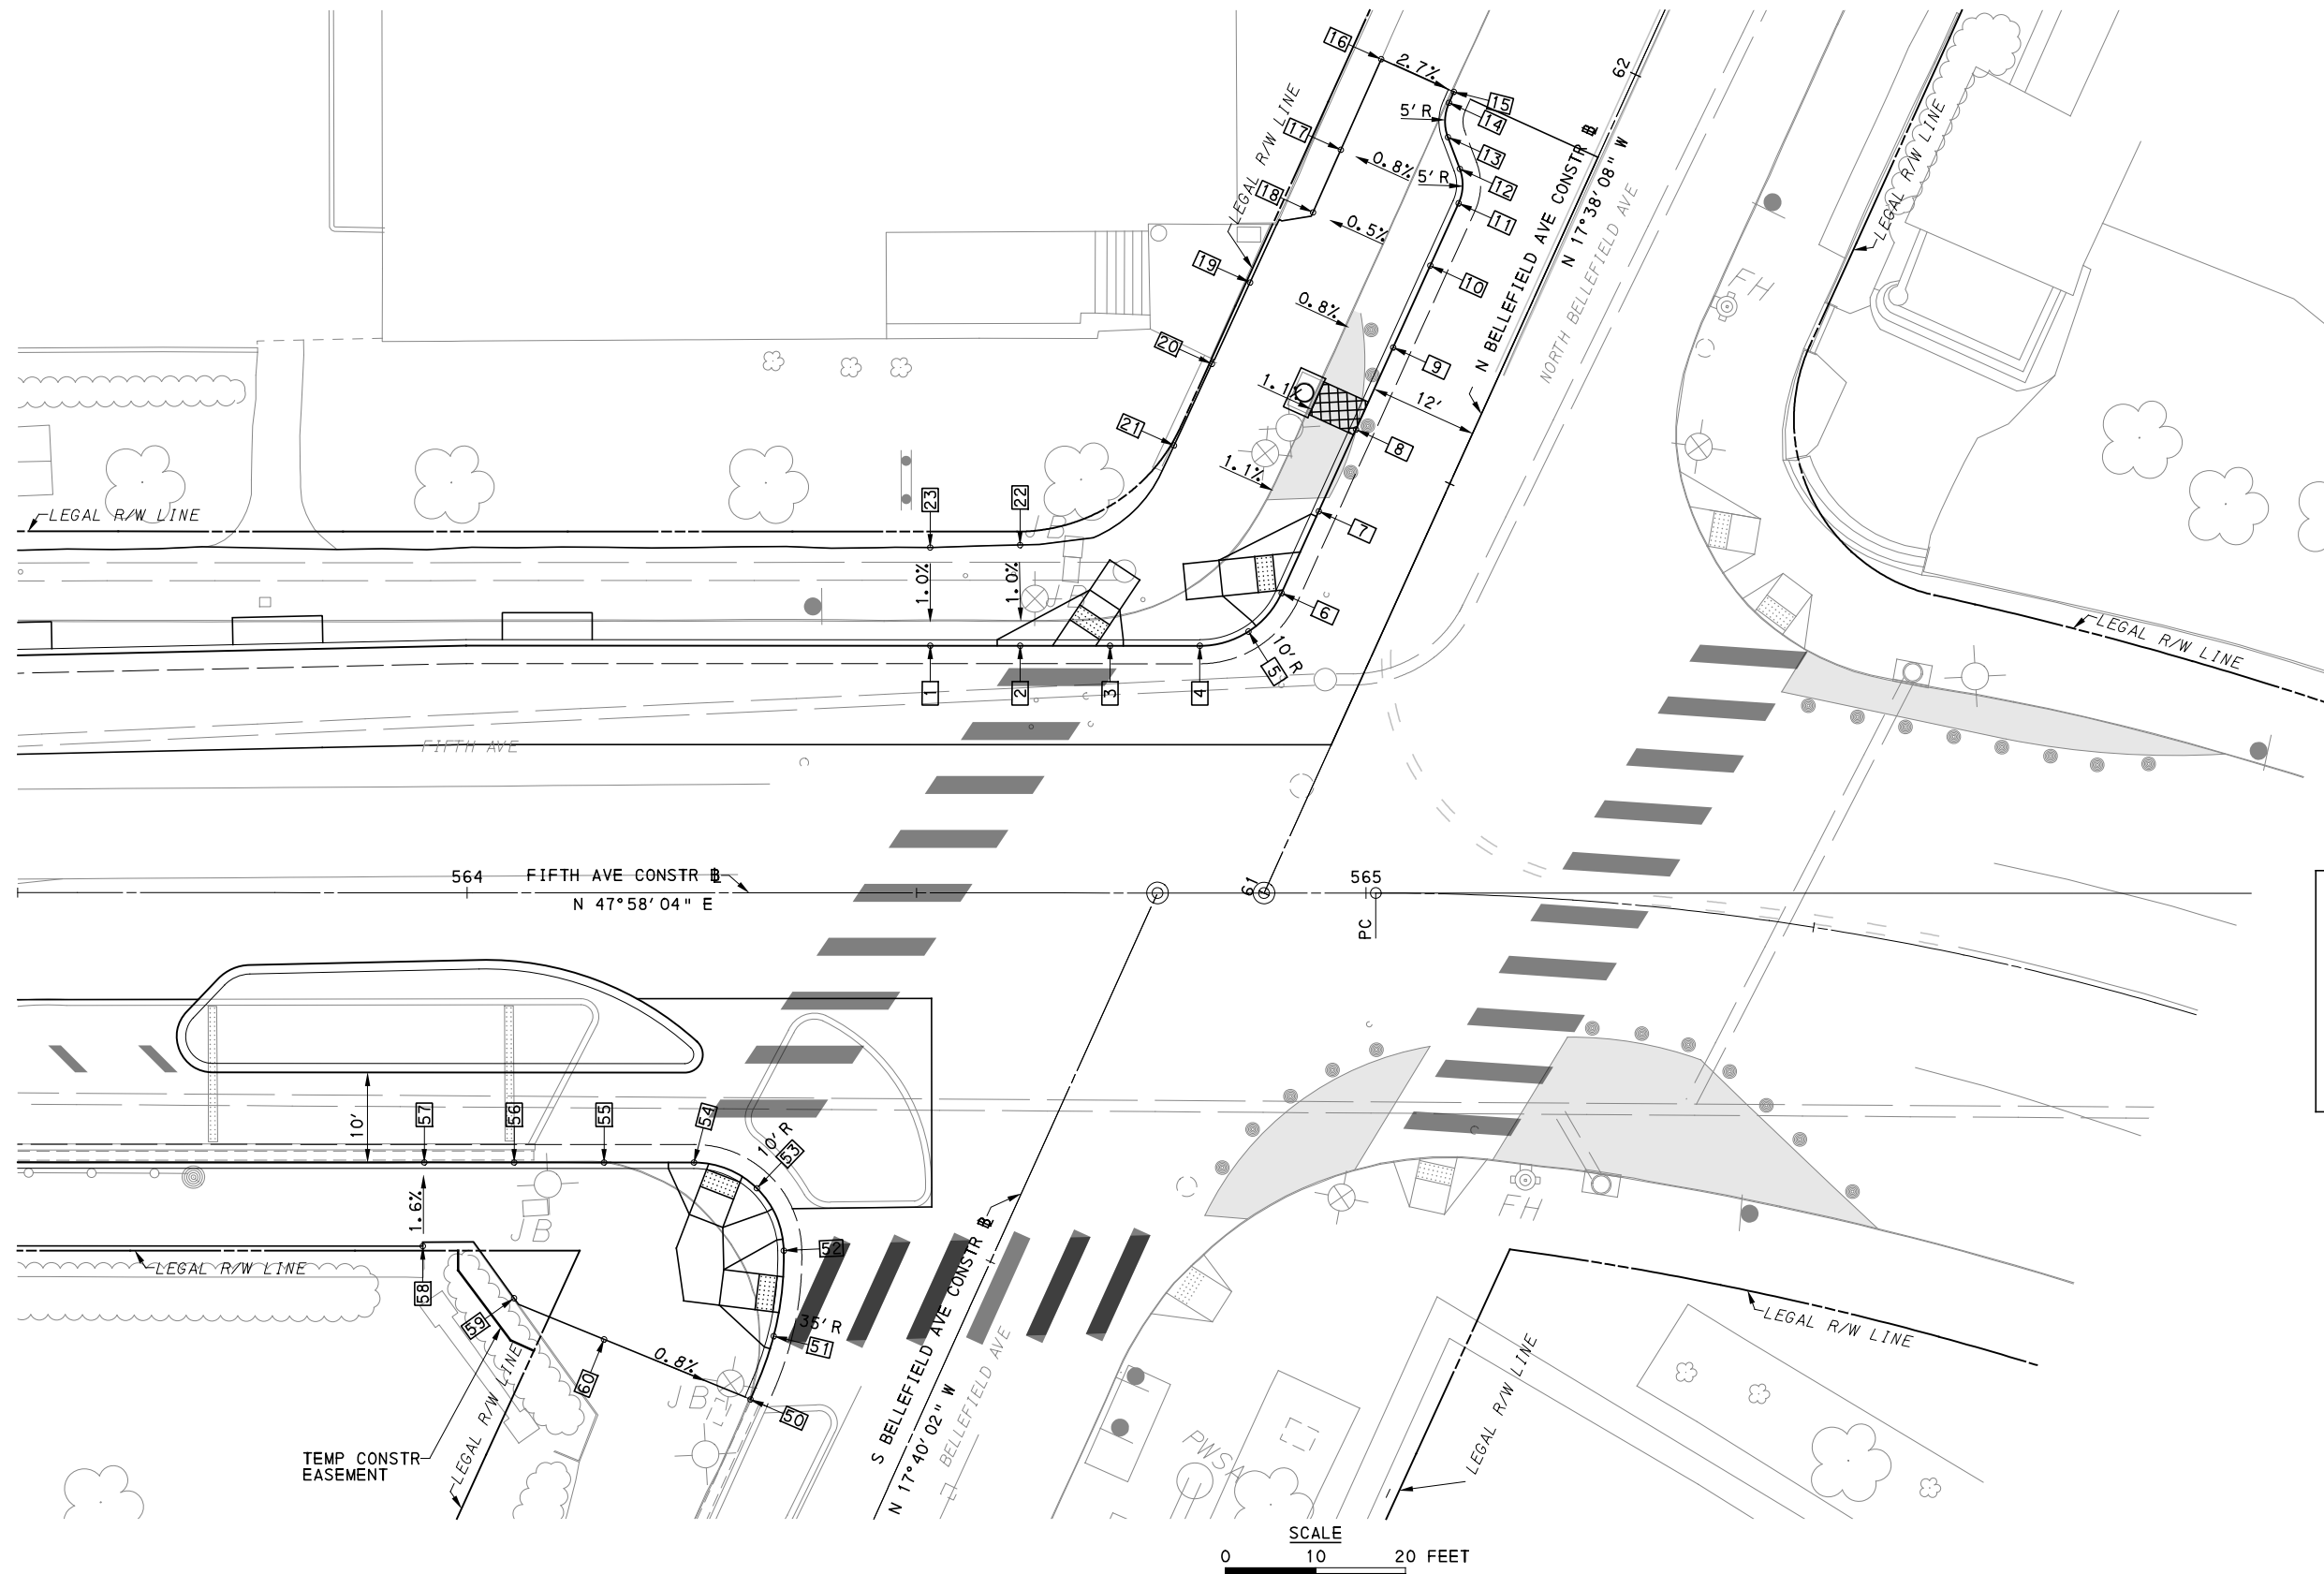 16
2.7%
15
62
5' R
14
17
13
0.8%
5' R
12
18
11
0.5%
LEGAL R/W LINE
LEGAL R/W LINE
N BELLEFIELD AVE CONSTR BL
N 17°38'08" W
NORTH BELLEFIELD AVE
FH
19
10
0.8%
20
9
1.1%
12'
21
8
1.1%
7
23
22
LEGAL R/W LINE
JB
1.0%
1.0%
6
10' R
5
LEGAL R/W LINE
1
2
3
4
FIFTH AVE
564
FIFTH AVE CONSTR BL
N 47°58'04" E
61
565
PC
10'
57
56
55
54
10' R
53
1.6%
JB
52
LEGAL R/W LINE
58
59
35' R
51
60
0.8%
JB
50
LEGAL R/W LINE
TEMP CONSTR
EASEMENT
S BELLEFIELD AVE CONSTR BL
N 17°40'02" W
BELLEFIELD AVE
FH
PWSA
LEGAL R/W LINE
LEGAL R/W LINE
SCALE
0 10 20 FEET